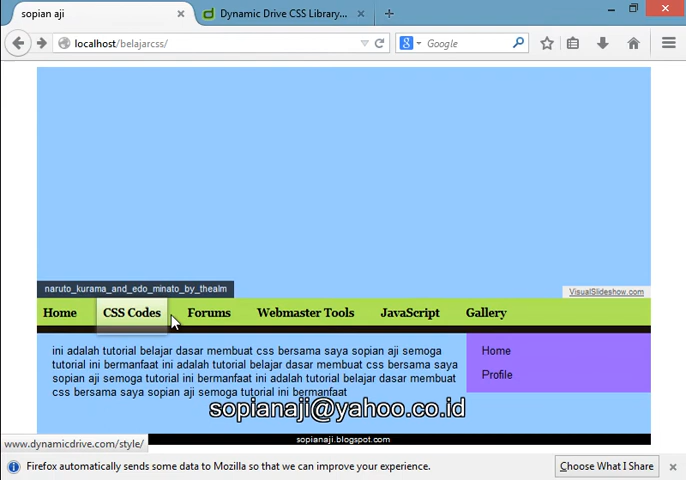 sopian aji
Dynamic Drive CSS Library...
localhost/belajarcss/
Google
naruto_kurama_and_edo_minato_by_thealm
VisualSlideshow.com
Home CSS Codes Forums Webmaster Tools JavaScript Gallery
ini adalah tutorial belajar dasar membuat css bersama saya sopian aji semoga
tutorial ini bermanfaat ini adalah tutorial belajar dasar membuat css bersama saya
sopian aji semoga tutorial ini bermanfaat ini adalah tutorial belajar dasar membuat
css bersama saya sopian aji semoga tutorial ini bermanfaat
Home
Profile
sopianaji@yahoo.co.id
sopianaji.blogspot.com
www.dynamicdrive.com/style/
Firefox automatically sends some data to Mozilla so that we can improve your experience.
Choose What I Share